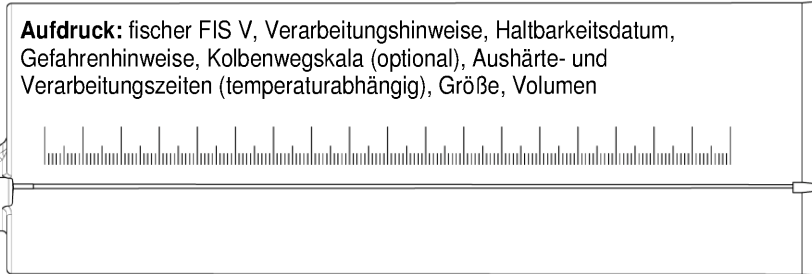 Aufdruck: fischer FIS V, Verarbeitungshinweise, Haltbarkeitsdatum,
Gefahrenhinweise, Kolbenwegskala (optional), Aushärte- und
Verarbeitungszeiten (temperaturabhängig), Größe, Volumen